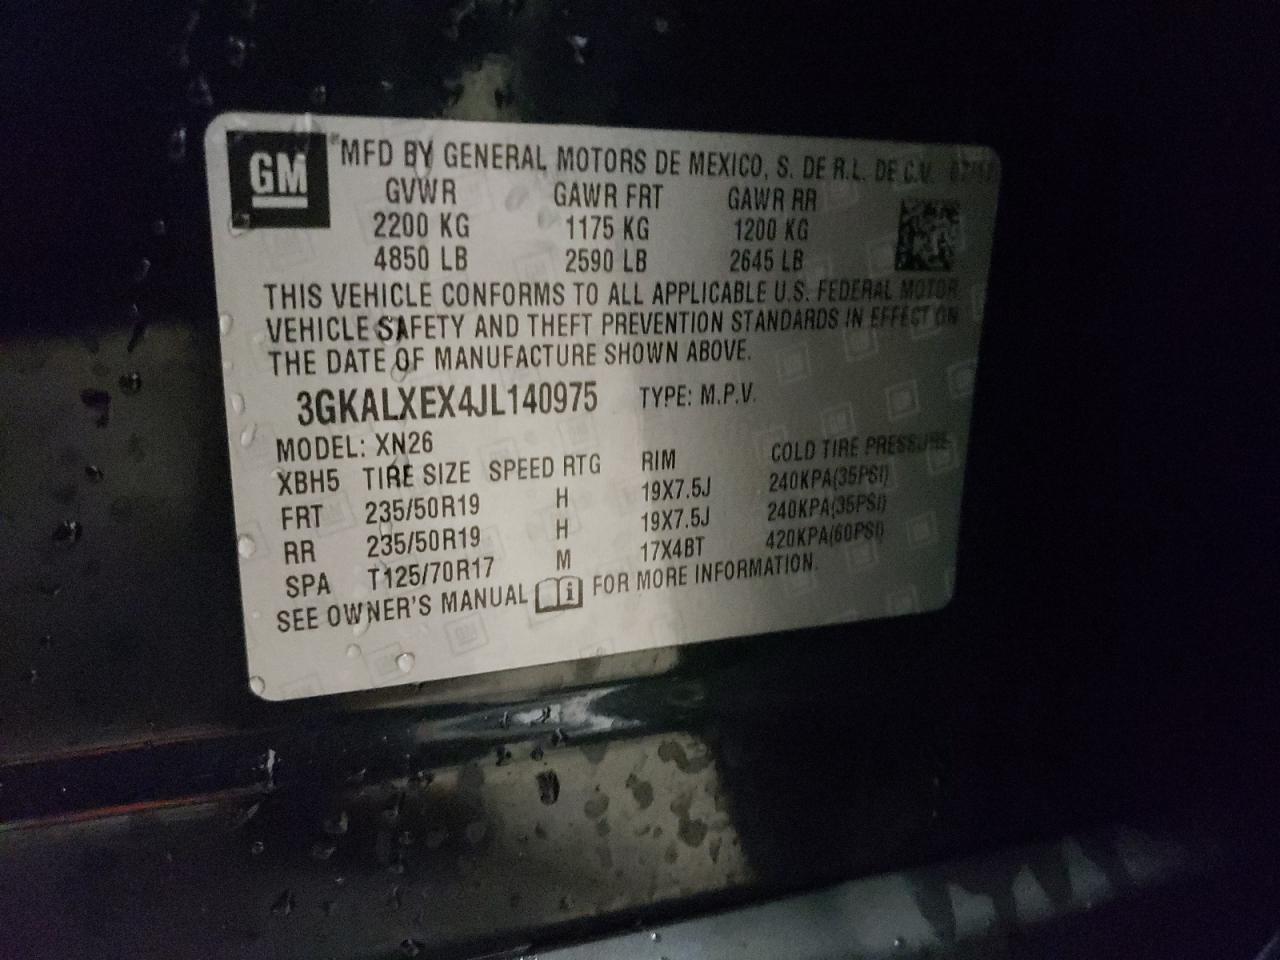 GM
MFD BY GENERAL MOTORS DE MEXICO, S. DE R.L. DE C.V.
GVWR GAWR FRT GAWR RR
2200 KG 1175 KG 1200 KG
4850 LB 2590 LB 2645 LB
THIS VEHICLE CONFORMS TO ALL APPLICABLE U.S. FEDERAL MOTOR
VEHICLE SAFETY AND THEFT PREVENTION STANDARDS IN EFFECT ON
THE DATE OF MANUFACTURE SHOWN ABOVE.
3GKALXEX4JL140975 TYPE: M.P.V.
MODEL: XN26
XBH5 TIRE SIZE SPEED RTG RIM COLD TIRE PRESSURE
FRT 235/50R19 H 19X7.5J 240KPA(35PSI)
RR 235/50R19 H 19X7.5J 240KPA(35PSI)
SPA T125/70R17 M 17X4BT 420KPA(60PSI)
SEE OWNER'S MANUAL i FOR MORE INFORMATION.